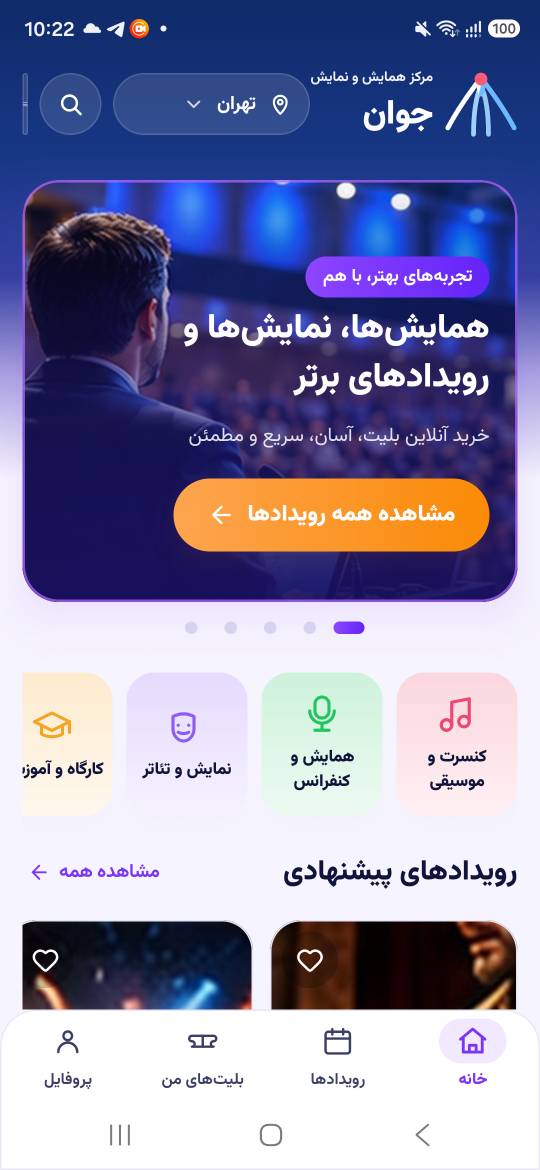 10:22
100
مرکز همایش و نمایش
جوان
تهران
تجربه‌های بهتر، با هم
همایش‌ها، نمایش‌ها و
رویدادهای برتر
خرید آنلاین بلیت، آسان، سریع و مطمئن
مشاهده همه رویدادها
کنسرت و
موسیقی
همایش و
کنفرانس
نمایش و تئاتر
کارگاه و آموز
رویدادهای پیشنهادی
مشاهده همه
خانه
رویدادها
بلیت‌های من
پروفایل